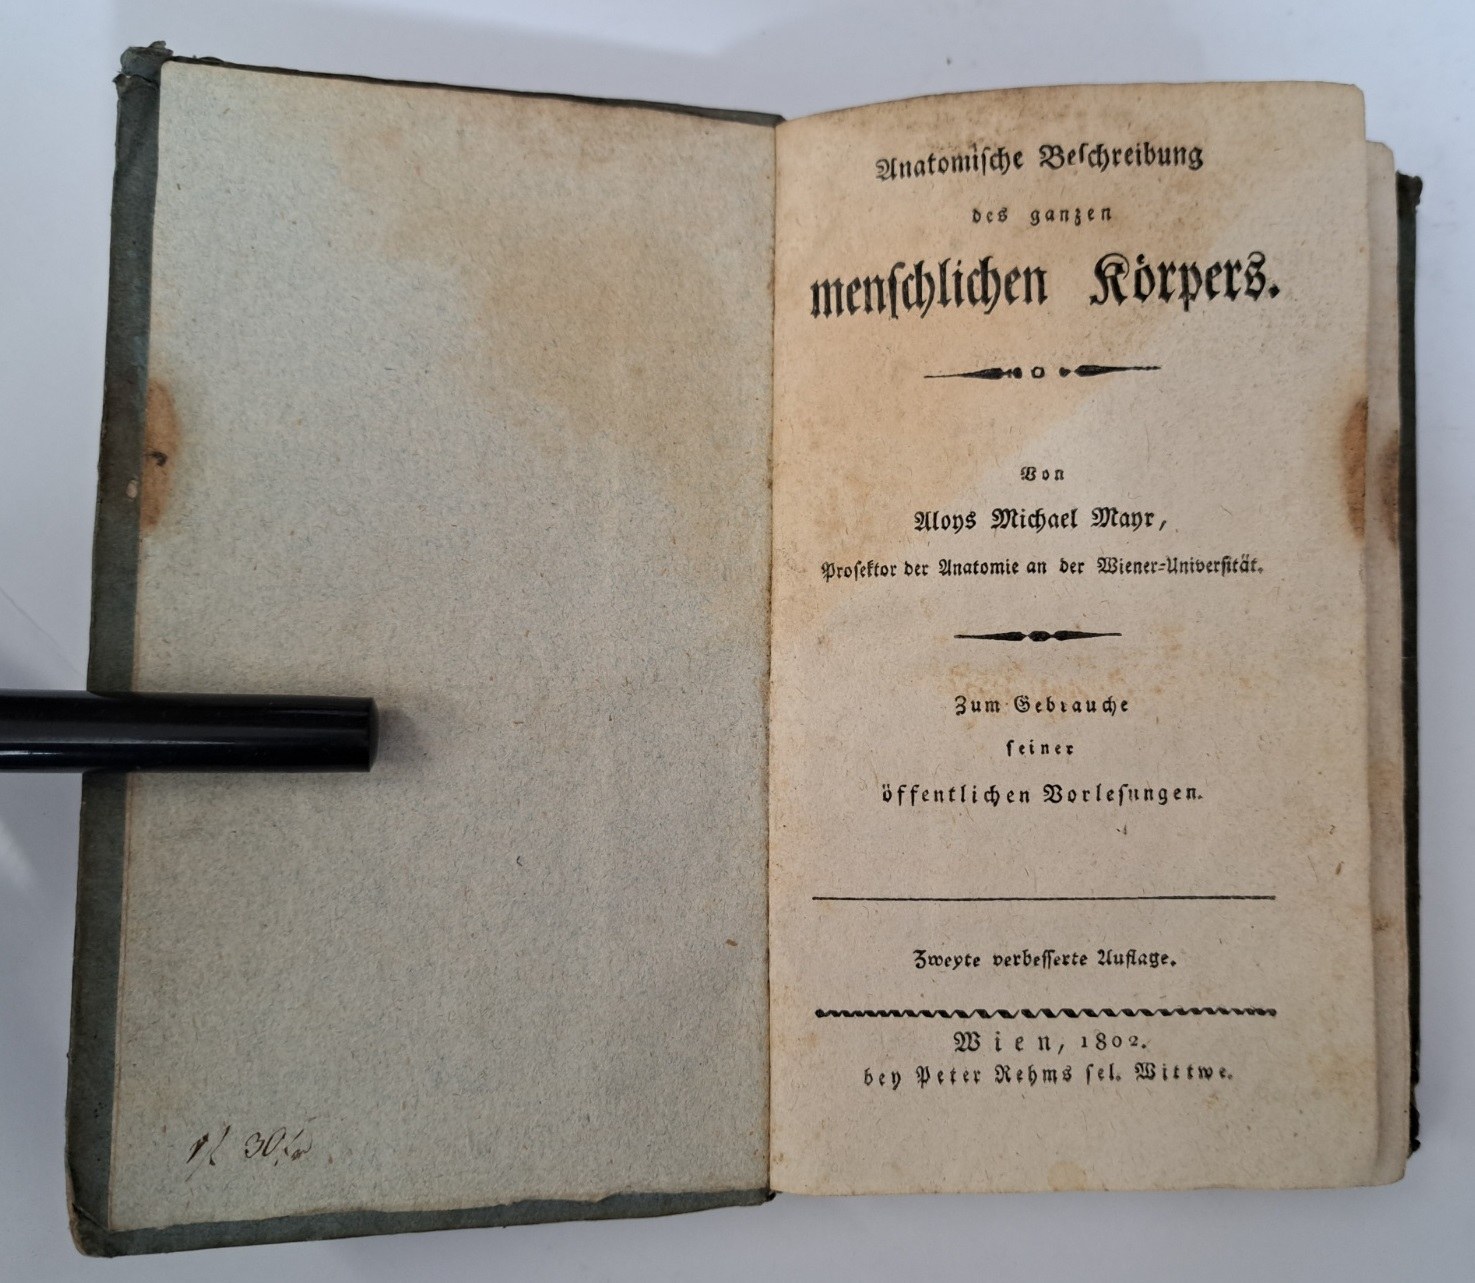 Anatomische Beschreibung
des ganzen
menschlichen Körpers.
Von
Aloys Michael Mayr,
Prosektor der Anatomie an der Wiener-Universität.
Zum Gebrauche
seiner
öffentlichen Vorlesungen.
Zweyte verbesserte Auflage.
Wien, 1802.
bey Peter Rehms sel. Wittwe.
30